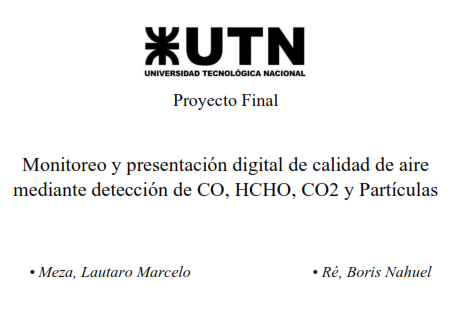 UTN
UNIVERSIDAD TECNOLÓGICA NACIONAL
Proyecto Final
Monitoreo y presentación digital de calidad de aire
mediante detección de CO, HCHO, CO2 y Partículas
• Meza, Lautaro Marcelo
• Ré, Boris Nahuel